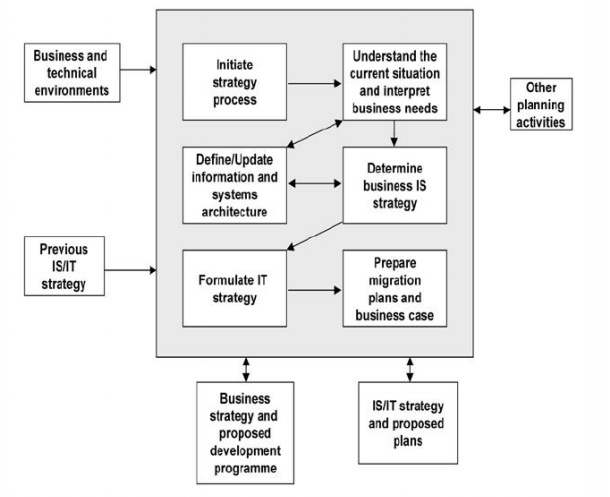 Business and
technical
environments
Initiate
strategy
process
Understand the
current situation
and interpret
business needs
Other
planning
activities
Define/Update
information and
systems
architecture
Determine
business IS
strategy
Previous
IS/IT
strategy
Formulate IT
strategy
Prepare
migration
plans and
business case
Business
strategy and
proposed
development
programme
IS/IT strategy
and proposed
plans